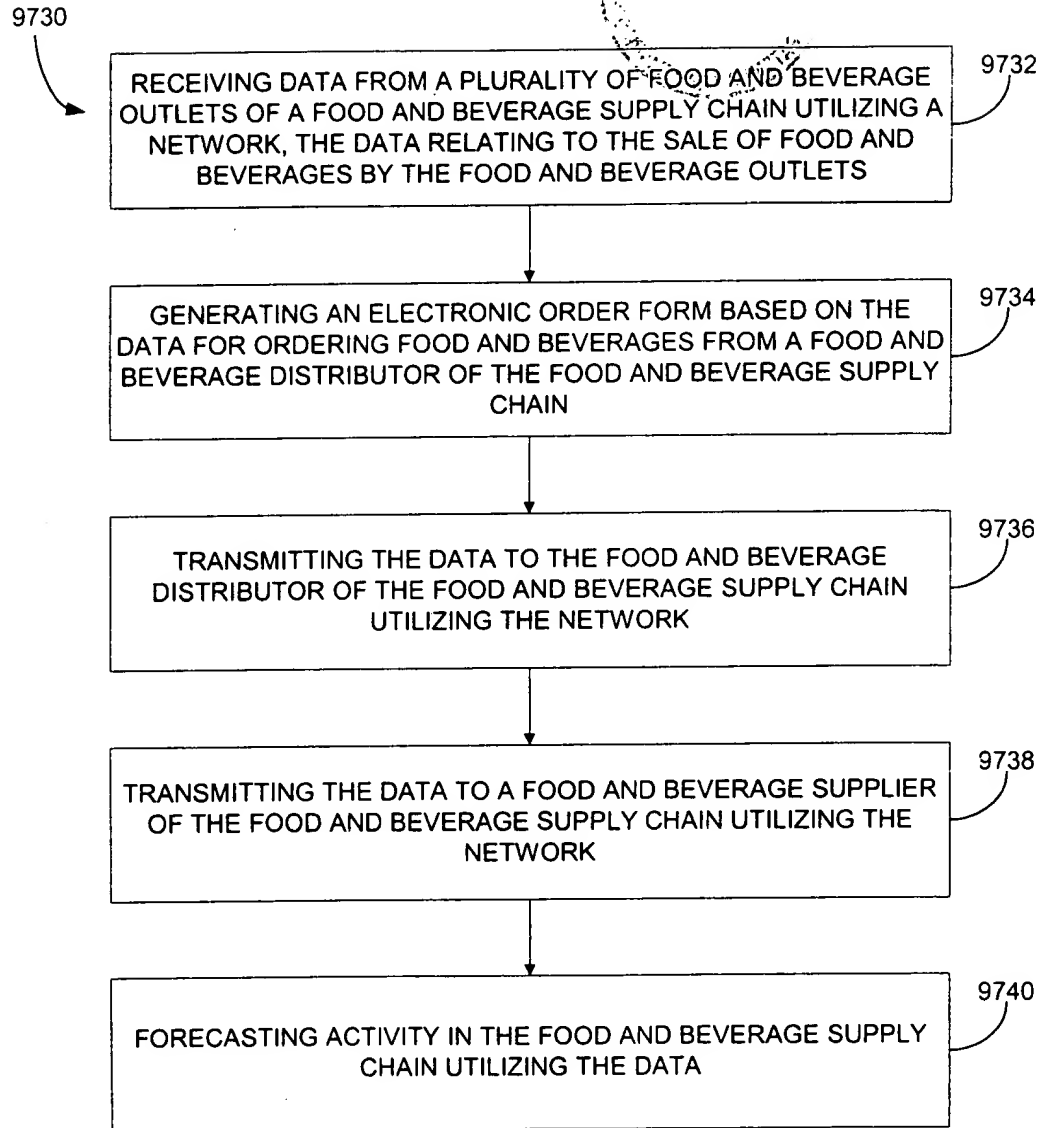 9730
RECEIVING DATA FROM A PLURALITY OF FOOD AND BEVERAGE
OUTLETS OF A FOOD AND BEVERAGE SUPPLY CHAIN UTILIZING A
NETWORK, THE DATA RELATING TO THE SALE OF FOOD AND
BEVERAGES BY THE FOOD AND BEVERAGE OUTLETS
9732
GENERATING AN ELECTRONIC ORDER FORM BASED ON THE
DATA FOR ORDERING FOOD AND BEVERAGES FROM A FOOD AND
BEVERAGE DISTRIBUTOR OF THE FOOD AND BEVERAGE SUPPLY
CHAIN
9734
TRANSMITTING THE DATA TO THE FOOD AND BEVERAGE
DISTRIBUTOR OF THE FOOD AND BEVERAGE SUPPLY CHAIN
UTILIZING THE NETWORK
9736
TRANSMITTING THE DATA TO A FOOD AND BEVERAGE SUPPLIER
OF THE FOOD AND BEVERAGE SUPPLY CHAIN UTILIZING THE
NETWORK
9738
FORECASTING ACTIVITY IN THE FOOD AND BEVERAGE SUPPLY
CHAIN UTILIZING THE DATA
9740